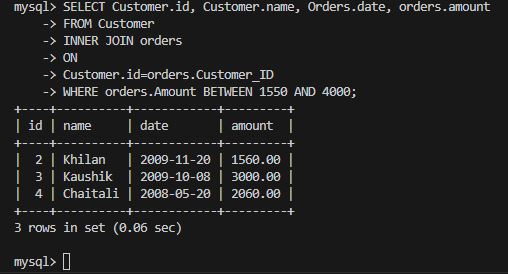 mysql> SELECT Customer.id, Customer.name, Orders.date, orders.amount
    -> FROM Customer
    -> INNER JOIN orders
    -> ON
    -> Customer.id=orders.Customer_ID
    -> WHERE orders.Amount BETWEEN 1550 AND 4000;
+----+----------+------------+---------+
| id | name     | date       | amount  |
+----+----------+------------+---------+
|  2 | Khilan   | 2009-11-20 | 1560.00 |
|  3 | Kaushik  | 2009-10-08 | 3000.00 |
|  4 | Chaitali | 2008-05-20 | 2060.00 |
+----+----------+------------+---------+
3 rows in set (0.06 sec)
mysql>